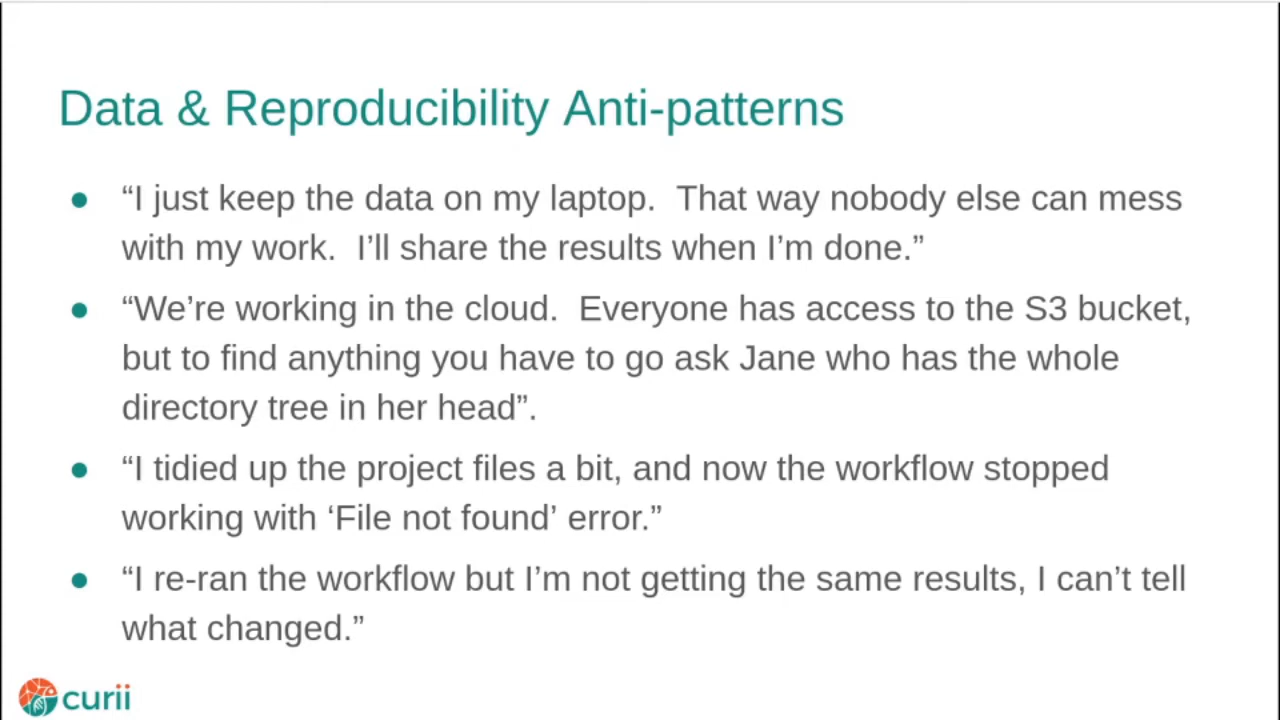 Data & Reproducibility Anti-patterns
● “I just keep the data on my laptop.  That way nobody else can mess
with my work.  I’ll share the results when I’m done.”
● “We’re working in the cloud.  Everyone has access to the S3 bucket,
but to find anything you have to go ask Jane who has the whole
directory tree in her head”.
● “I tidied up the project files a bit, and now the workflow stopped
working with ‘File not found’ error.”
● “I re-ran the workflow but I’m not getting the same results, I can’t tell
what changed.”
curii